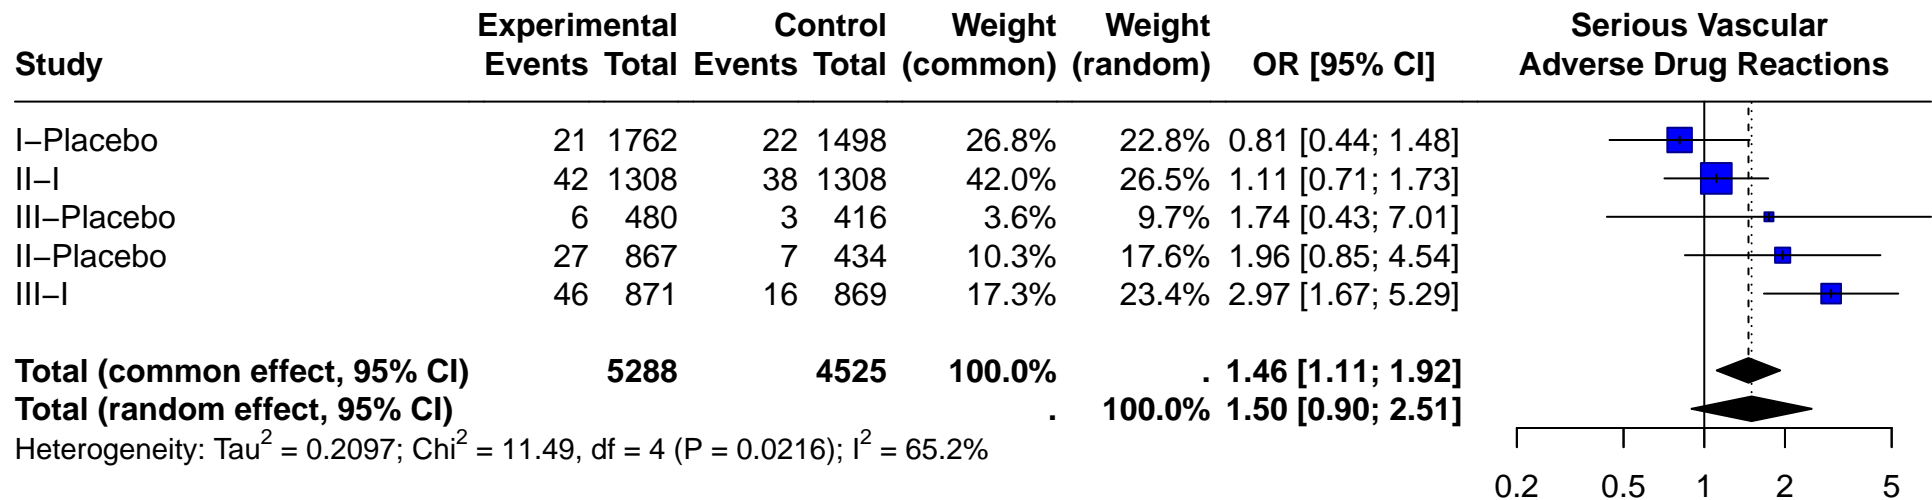 Experimental Control Weight Weight Serious Vascular
Study Events Total Events Total (common) (random) OR [95% CI] Adverse Drug Reactions
I−Placebo 21 1762 22 1498 26.8% 22.8% 0.81 [0.44; 1.48]
II−I 42 1308 38 1308 42.0% 26.5% 1.11 [0.71; 1.73]
III−Placebo 6 480 3 416 3.6% 9.7% 1.74 [0.43; 7.01]
II−Placebo 27 867 7 434 10.3% 17.6% 1.96 [0.85; 4.54]
III−I 46 871 16 869 17.3% 23.4% 2.97 [1.67; 5.29]
Total (common effect, 95% CI) 5288 4525 100.0% . 1.46 [1.11; 1.92]
Total (random effect, 95% CI) . 100.0% 1.50 [0.90; 2.51]
Heterogeneity: Tau² = 0.2097; Chi² = 11.49, df = 4 (P = 0.0216); I² = 65.2%
0.2 0.5 1 2 5